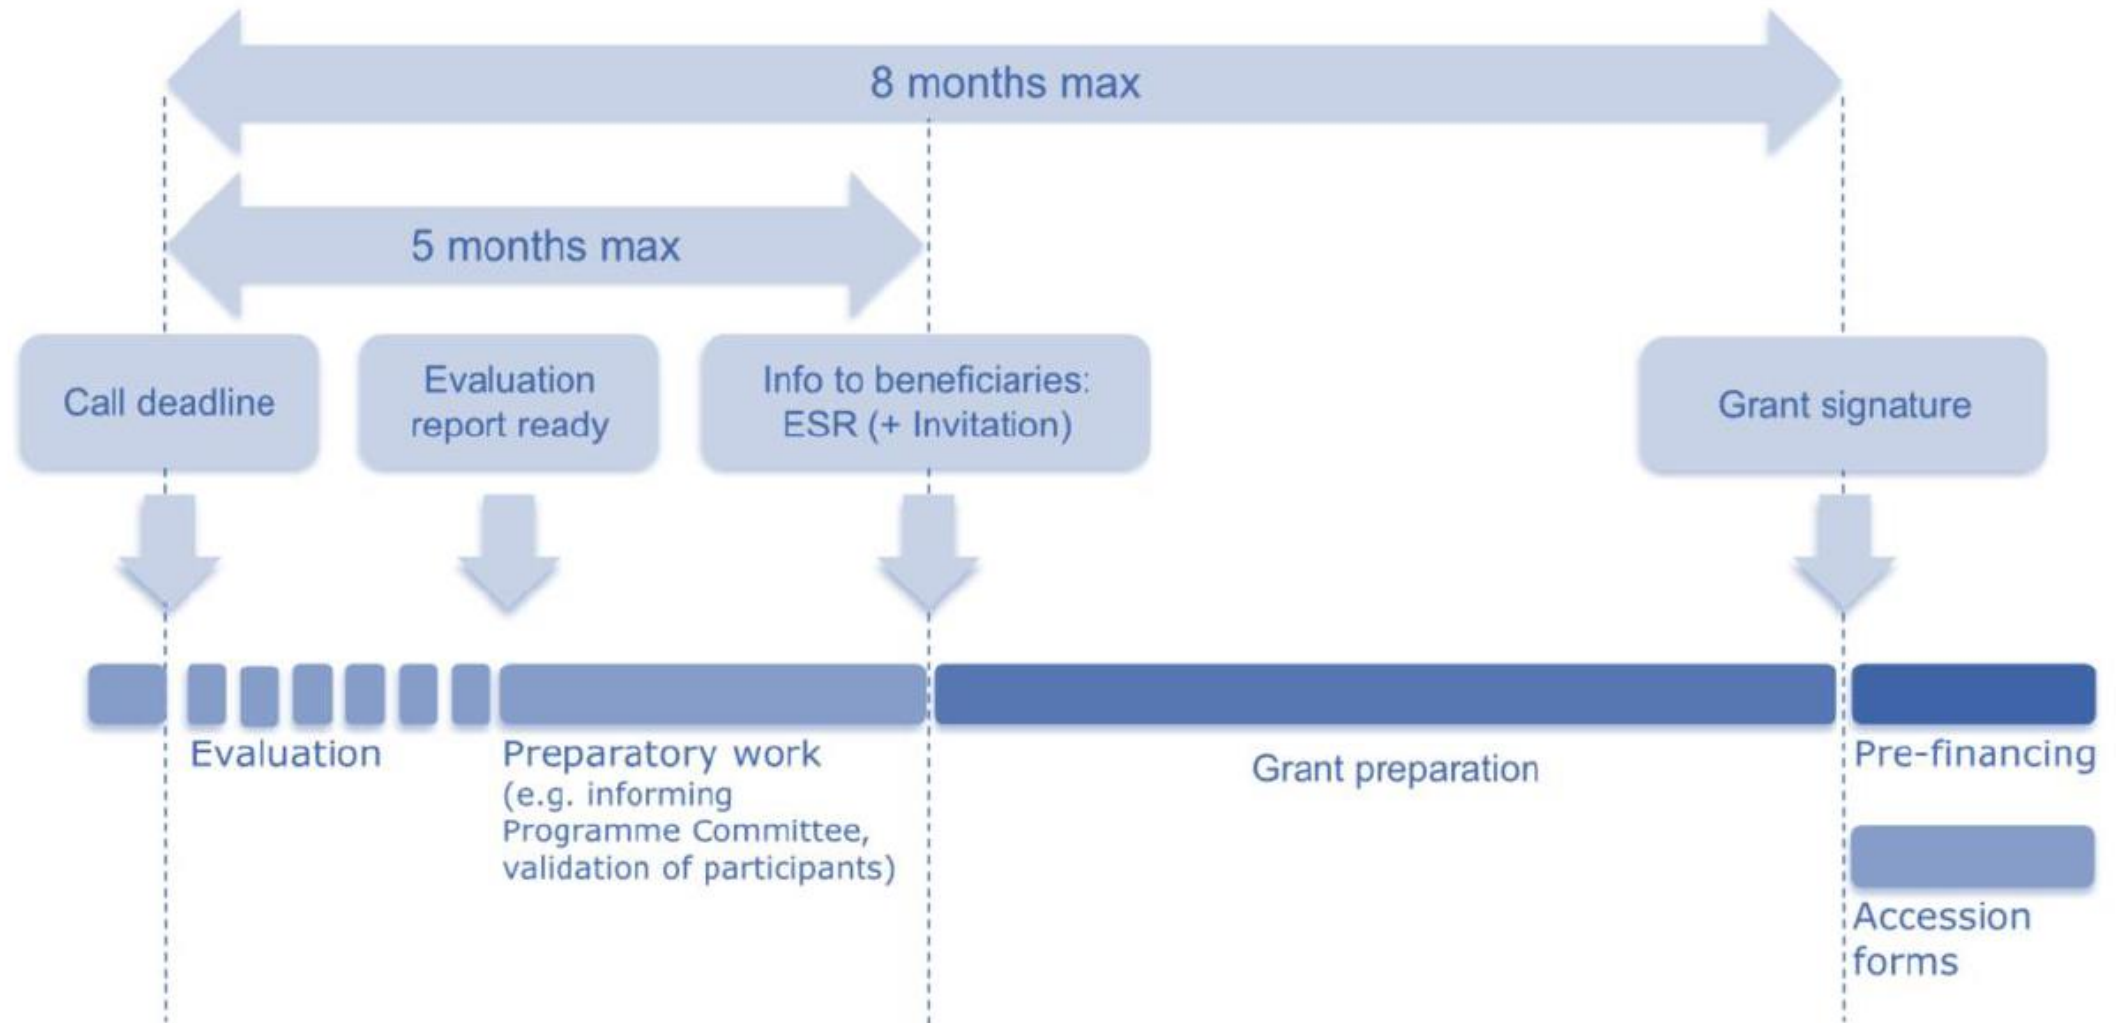 8 months max
5 months max
Call deadline
Evaluation
report ready
Info to beneficiaries:
ESR (+ Invitation)
Grant signature
Evaluation
Preparatory work
(e.g. informing
Programme Committee,
validation of participants)
Grant preparation
Pre-financing
Accession
forms